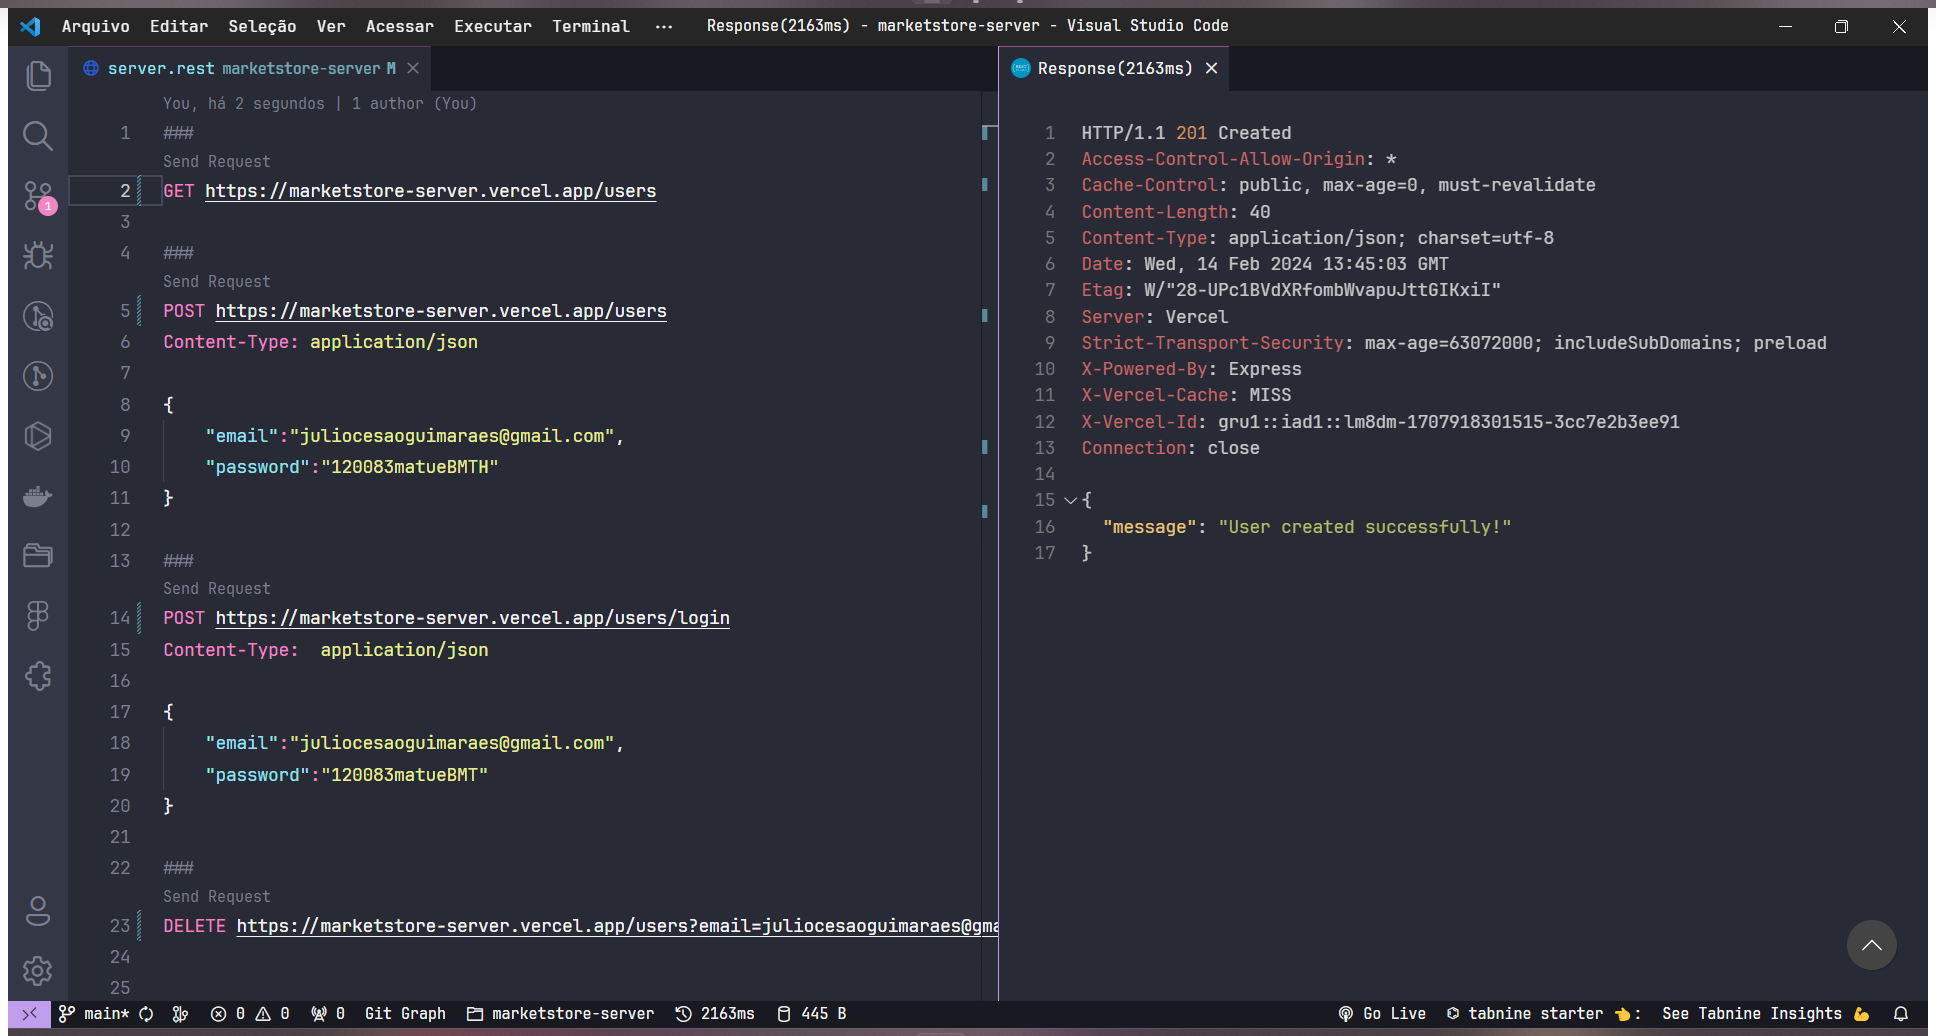 Arquivo Editar Seleção Ver Acessar Executar Terminal ··· Response(2163ms) - marketstore-server - Visual Studio Code
server.rest marketstore-server M
You, há 2 segundos | 1 author (You)
1 ###
Send Request
2 GET https://marketstore-server.vercel.app/users
3
4 ###
Send Request
5 POST https://marketstore-server.vercel.app/users
6 Content-Type: application/json
7
8 {
9 "email":"juliocesaoguimaraes@gmail.com",
10 "password":"120083matueBMTH"
11 }
12
13 ###
Send Request
14 POST https://marketstore-server.vercel.app/users/login
15 Content-Type:  application/json
16
17 {
18 "email":"juliocesaoguimaraes@gmail.com",
19 "password":"120083matueBMT"
20 }
21
22 ###
Send Request
23 DELETE https://marketstore-server.vercel.app/users?email=juliocesaoguimaraes@gma
24
25
Response(2163ms)
1 HTTP/1.1 201 Created
2 Access-Control-Allow-Origin: *
3 Cache-Control: public, max-age=0, must-revalidate
4 Content-Length: 40
5 Content-Type: application/json; charset=utf-8
6 Date: Wed, 14 Feb 2024 13:45:03 GMT
7 Etag: W/"28-UPc1BVdXRfombWvapuJttGIKxiI"
8 Server: Vercel
9 Strict-Transport-Security: max-age=63072000; includeSubDomains; preload
10 X-Powered-By: Express
11 X-Vercel-Cache: MISS
12 X-Vercel-Id: gru1::iad1::lm8dm-1707918301515-3cc7e2b3ee91
13 Connection: close
14
15 {
16 "message": "User created successfully!"
17 }
1
main* 0 0 0 Git Graph marketstore-server 2163ms 445 B Go Live tabnine starter 👈: See Tabnine Insights 💪